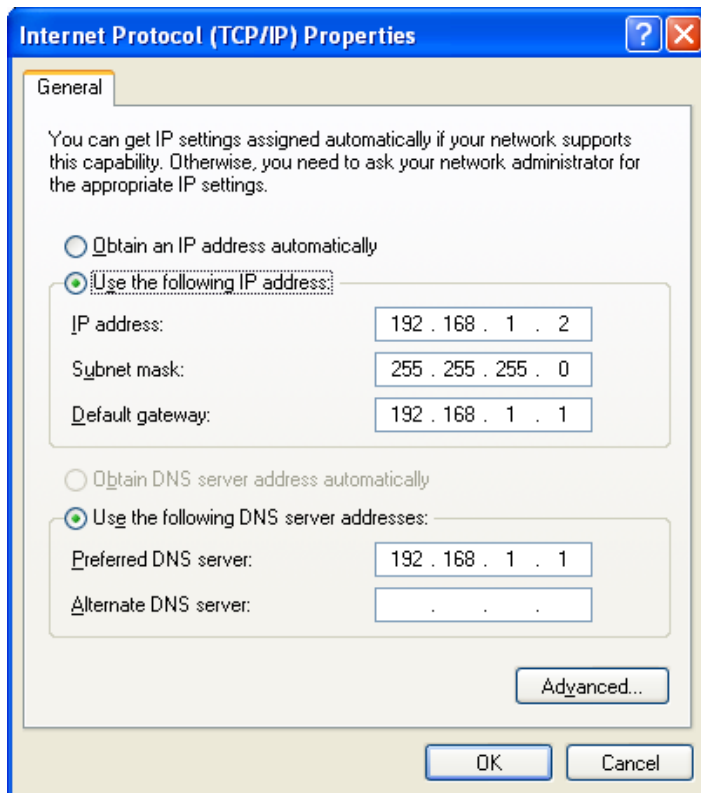 Internet Protocol (TCP/IP) Properties
General
You can get IP settings assigned automatically if your network supports
this capability. Otherwise, you need to ask your network administrator for
the appropriate IP settings.
Obtain an IP address automatically
Use the following IP address:
IP address: 192 . 168 . 1 . 2
Subnet mask: 255 . 255 . 255 . 0
Default gateway: 192 . 168 . 1 . 1
Obtain DNS server address automatically
Use the following DNS server addresses:
Preferred DNS server: 192 . 168 . 1 . 1
Alternate DNS server: . . .
Advanced...
OK Cancel